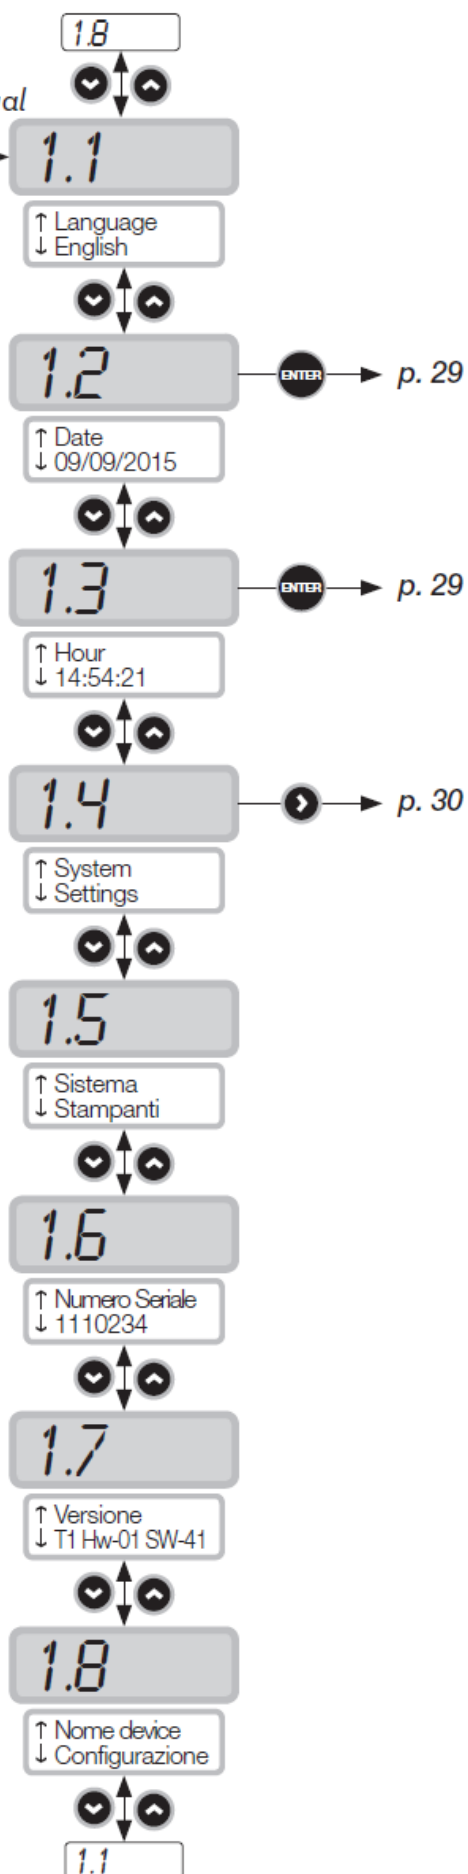 1.8
1.1
↑ Language
↓ English
1.2
ENTER
p. 29
↑ Date
↓ 09/09/2015
1.3
ENTER
p. 29
↑ Hour
↓ 14:54:21
1.4
p. 30
↑ System
↓ Settings
1.5
↑ Sistema
↓ Stampanti
1.6
↑ Numero Seriale
↓ 1110234
1.7
↑ Versione
↓ T1 Hw-01 SW-41
1.8
↑ Nome device
↓ Configurazione
1.1